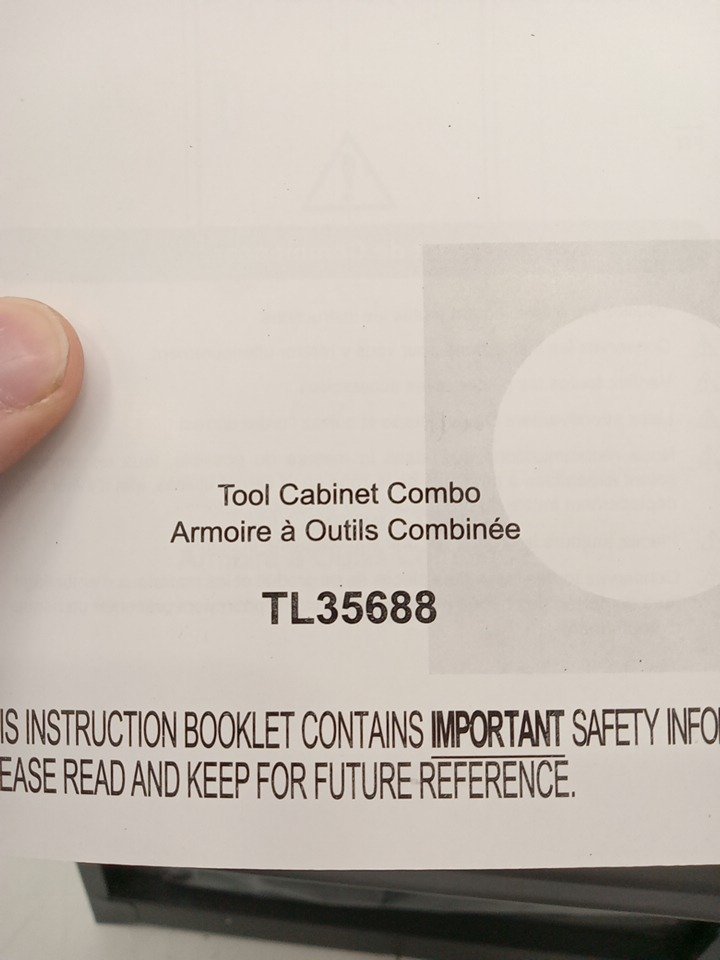 Tool Cabinet Combo
Armoire à Outils Combinée
TL35688
IS INSTRUCTION BOOKLET CONTAINS IMPORTANT SAFETY INFO
EASE READ AND KEEP FOR FUTURE REFERENCE.